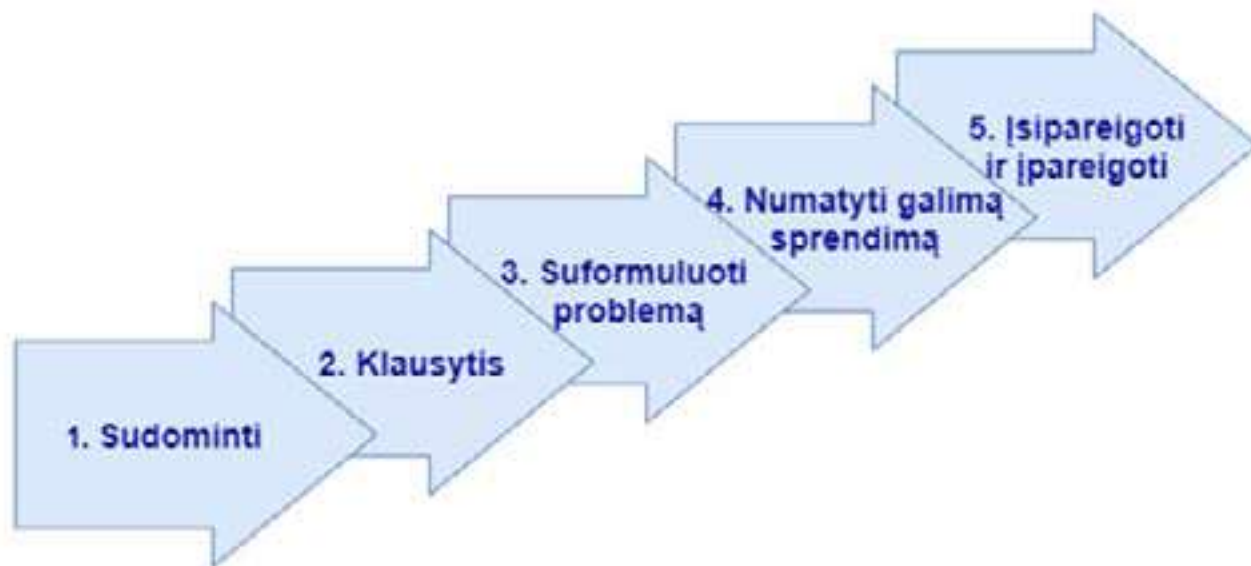 1. Sudominti
2. Klausytis
3. Suformuluoti
problemą
4. Numatyti galimą
sprendimą
5. Įsipareigoti
ir įpareigoti